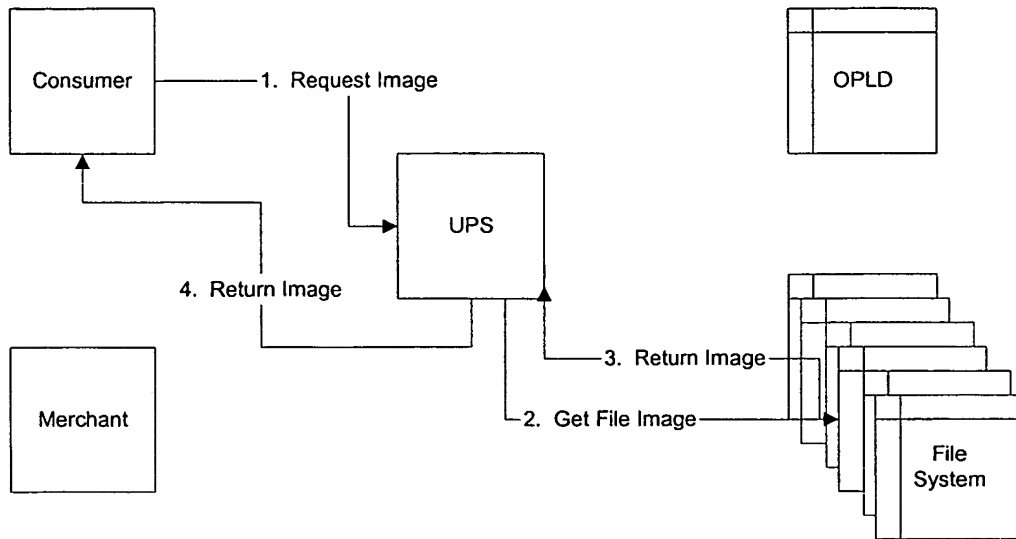 Consumer
1. Request Image
OPLD
UPS
4. Return Image
3. Return Image
Merchant
2. Get File Image
File
System